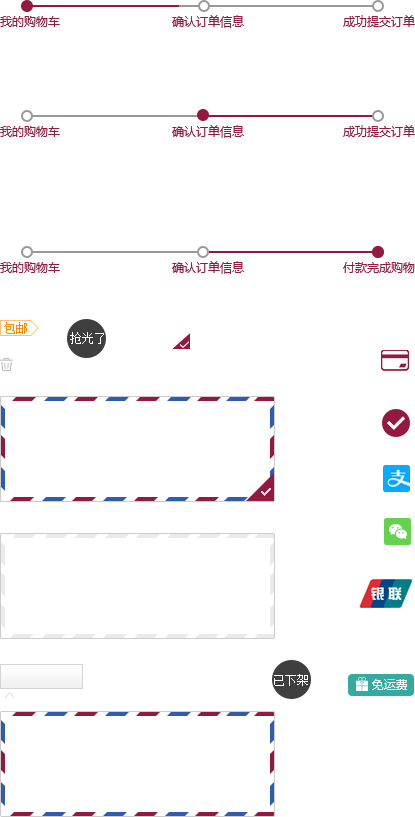 我的购物车 确认订单信息 成功提交订单
我的购物车 确认订单信息 成功提交订单
我的购物车 确认订单信息 付款完成购物
包邮
抢光了
银联
已下架
免运费